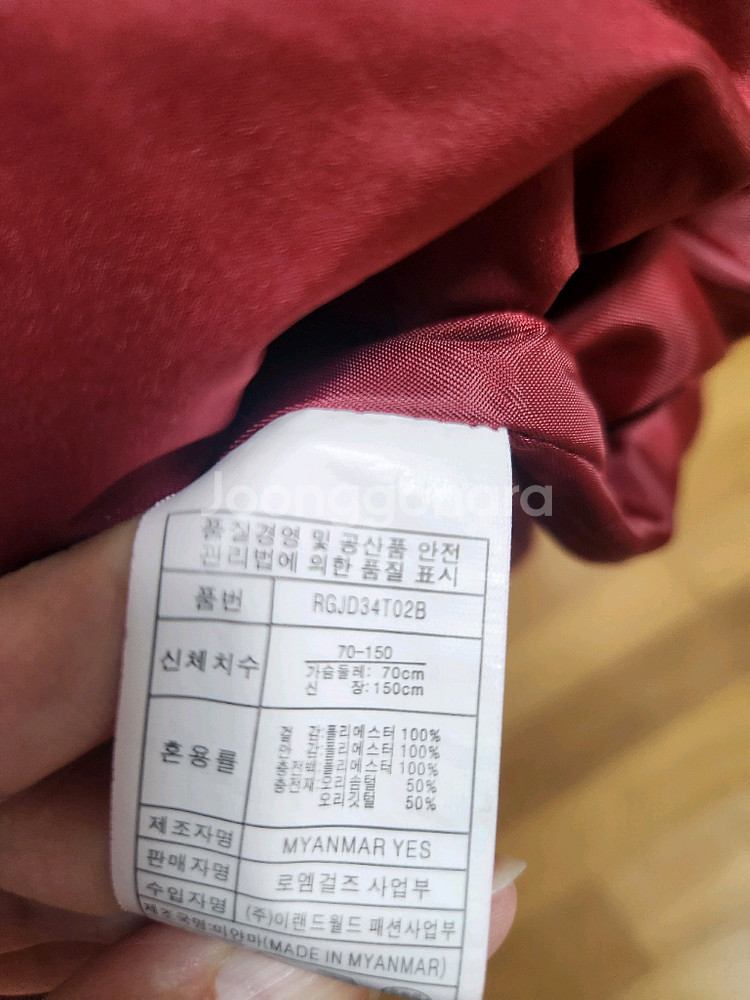 Joonggonara
품질경영 및 공산품 안전
관리법에 의한 품질 표시
품번 RGJD34T02B
신체치수 70-150
가슴둘레: 70cm
신 장:150cm
혼용률
겉 감:폴리에스터 100%
안 감:폴리에스터 100%
충전백:폴리에스터 100%
충전재:오리솜털 50%
오리깃털 50%
제조자명 MYANMAR YES
판매자명 로엠걸즈 사업부
수입자명 (주)이랜드월드 패션사업부
제조국명:미얀마(MADE IN MYANMAR)